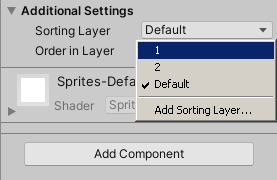 Additional Settings
Sorting Layer Default
Order in Layer
1
2
Default
Add Sorting Layer...
Sprites-Defa
Shader Sprit
Add Component